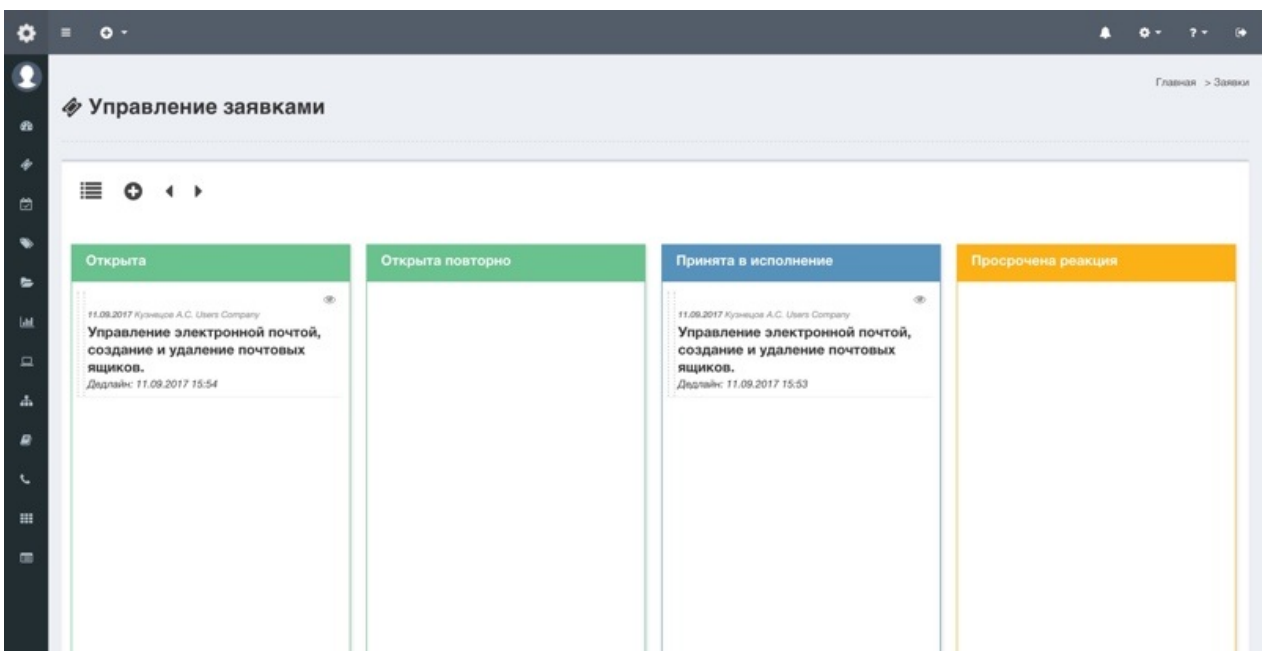 ?
Главная > Заявки
Управление заявками
Открыта
11.09.2017 Кузнецов А.С. Users Company
Управление электронной почтой,
создание и удаление почтовых
ящиков.
Дедлайн: 11.09.2017 15:54
Открыта повторно
Принята в исполнение
11.09.2017 Кузнецов А.С. Users Company
Управление электронной почтой,
создание и удаление почтовых
ящиков.
Дедлайн: 11.09.2017 15:53
Просрочена реакция